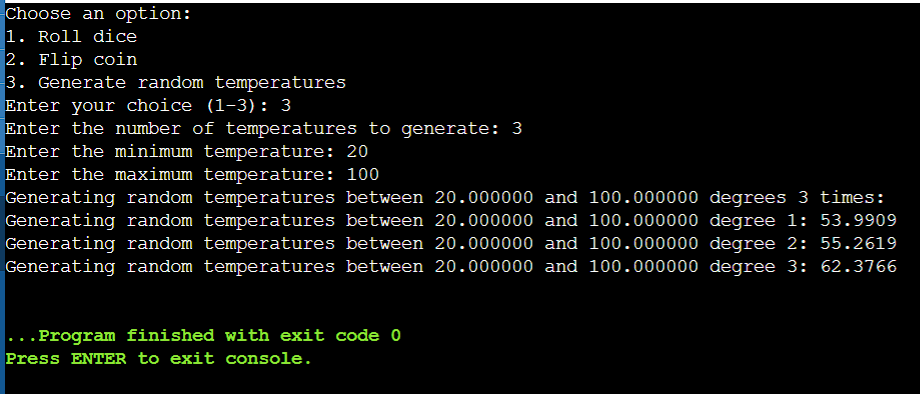 Choose an option:
1. Roll dice
2. Flip coin
3. Generate random temperatures
Enter your choice (1-3): 3
Enter the number of temperatures to generate: 3
Enter the minimum temperature: 20
Enter the maximum temperature: 100
Generating random temperatures between 20.000000 and 100.000000 degrees 3 times:
Generating random temperatures between 20.000000 and 100.000000 degree 1: 53.9909
Generating random temperatures between 20.000000 and 100.000000 degree 2: 55.2619
Generating random temperatures between 20.000000 and 100.000000 degree 3: 62.3766
...Program finished with exit code 0
Press ENTER to exit console.